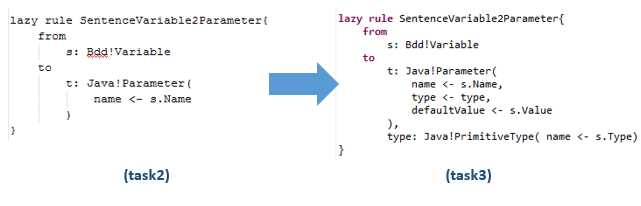 lazy rule SentenceVariable2Parameter{
from
s: Bdd!Variable
to
t: Java!Parameter(
name <- s.Name
)
}
(task2)
lazy rule SentenceVariable2Parameter{
from
s: Bdd!Variable
to
t: Java!Parameter(
name <- s.Name,
type <- type,
defaultValue <- s.Value
),
type: Java!PrimitiveType( name <- s.Type)
}
(task3)